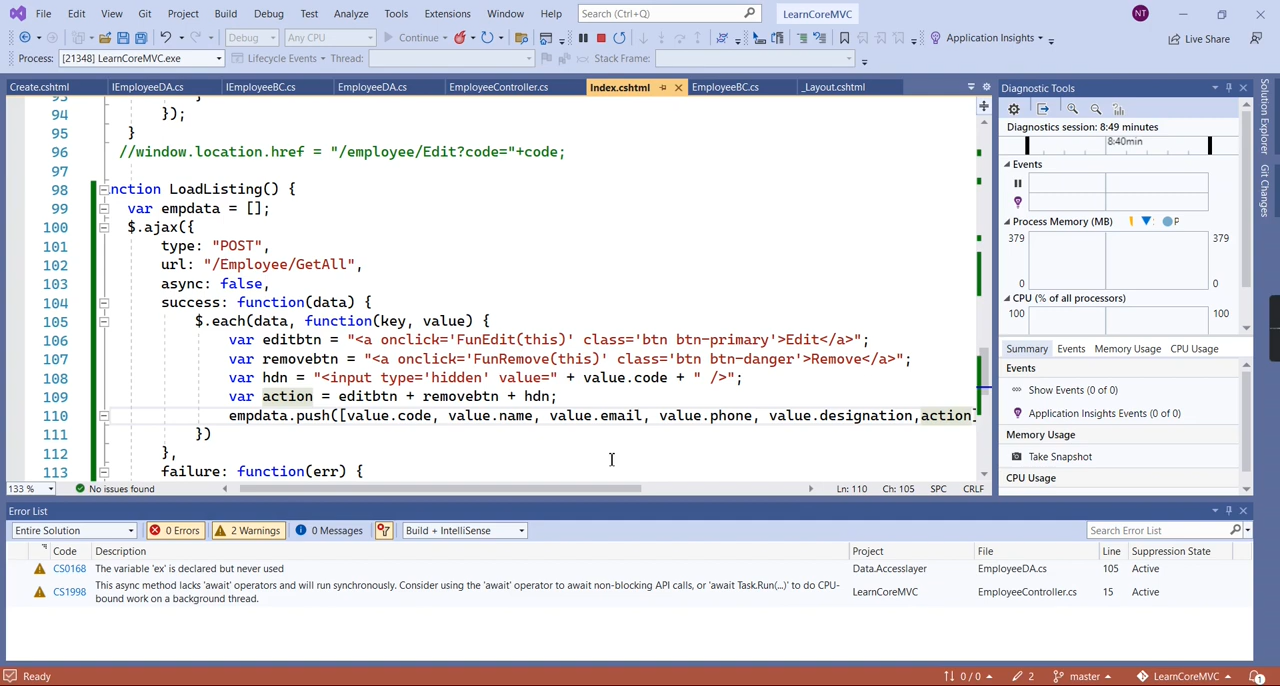 File Edit View Git Project Build Debug Test Analyze Tools Extensions Window Help Search (Ctrl+Q) LearnCoreMVC NT
Debug Any CPU Continue Application Insights Live Share
Process: [21348] LearnCoreMVC.exe Lifecycle Events Thread: Stack Frame:
Create.cshtml IEmployeeDA.cs IEmployeeBC.cs EmployeeDA.cs EmployeeController.cs Index.cshtml EmployeeBC.cs _Layout.cshtml
94 });
95 }
96 //window.location.href = "/employee/Edit?code="+code;
97
98 nction LoadListing() {
99 var empdata = [];
100 $.ajax({
101 type: "POST",
102 url: "/Employee/GetAll",
103 async: false,
104 success: function(data) {
105 $.each(data, function(key, value) {
106 var editbtn = "<a onclick='FunEdit(this)' class='btn btn-primary'>Edit</a>";
107 var removebtn = "<a onclick='FunRemove(this)' class='btn btn-danger'>Remove</a>";
108 var hdn = "<input type='hidden' value=" + value.code + " />";
109 var action = editbtn + removebtn + hdn;
110 empdata.push([value.code, value.name, value.email, value.phone, value.designation,action
111 })
112 },
113 failure: function(err) {
133 % No issues found Ln: 110 Ch: 105 SPC CRLF
Diagnostic Tools
Diagnostics session: 8:49 minutes
8:40min
Events
Process Memory (MB) P
379 379
0 0
CPU (% of all processors)
100 100
Summary Events Memory Usage CPU Usage
Events
Show Events (0 of 0)
Application Insights Events (0 of 0)
Memory Usage
Take Snapshot
CPU Usage
Solution Explorer
Git Changes
Error List
Entire Solution 0 Errors 2 Warnings 0 Messages Build + IntelliSense Search Error List
Code Description Project File Line Suppression State
CS0168 The variable 'ex' is declared but never used Data.Accesslayer EmployeeDA.cs 105 Active
CS1998 This async method lacks 'await' operators and will run synchronously. Consider using the 'await' operator to await non-blocking API calls, or 'await Task.Run(...)' to do CPU- LearnCoreMVC EmployeeController.cs 15 Active
bound work on a background thread.
Ready 0 / 0 2 master LearnCoreMVC 1